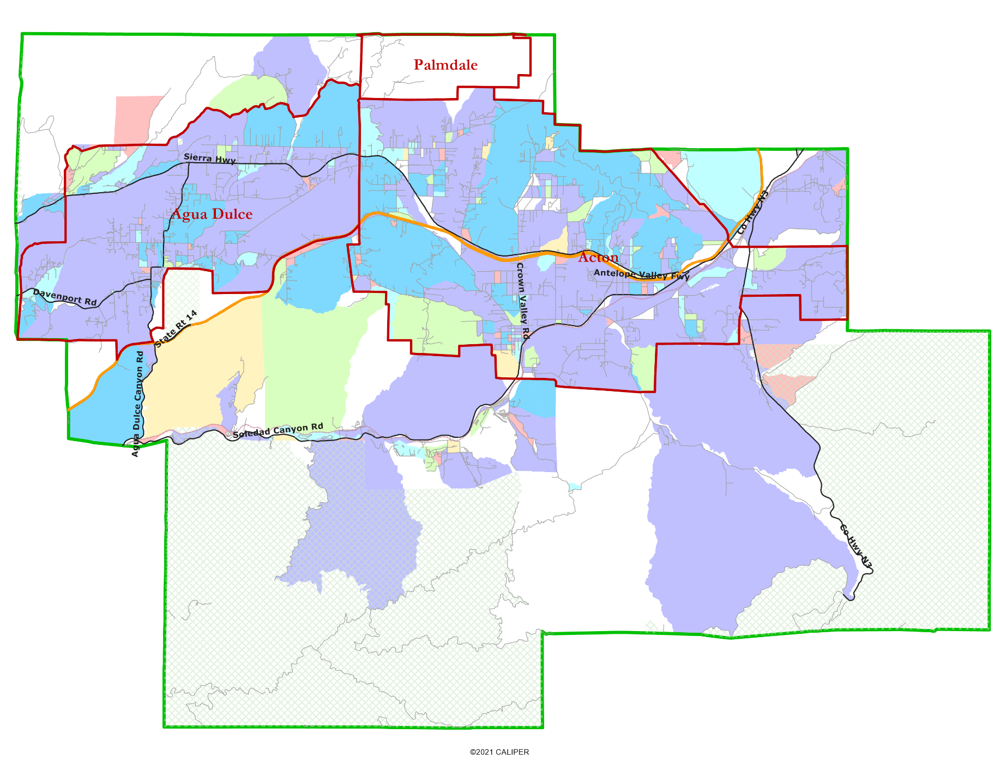 Palmdale
Sierra Hwy
Agua Dulce
Co Hwy N3
Acton
Antelope Valley Fwy
Crown Valley Rd
Davenport Rd
State Rt 14
Agua Dulce Canyon Rd
Soledad Canyon Rd
Co Hwy N3
©2021 CALIPER